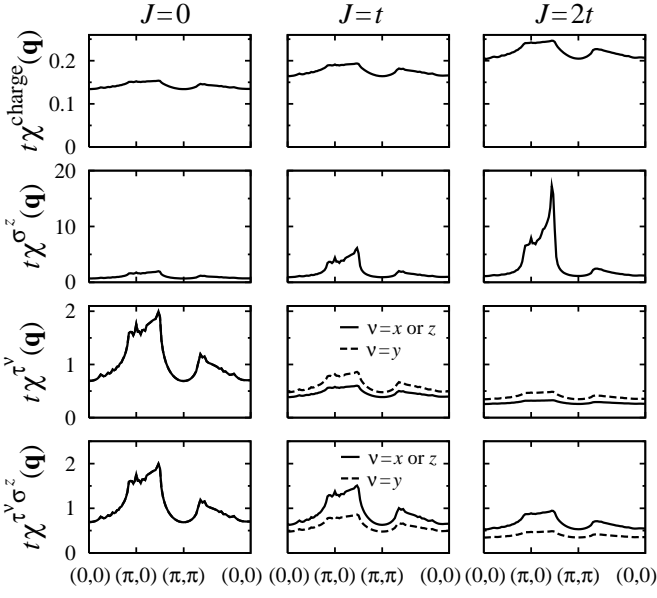 J=0 J=t J=2t
tχ^charge(q)
0.2
0.1
0
tχ^σ^z(q)
20
10
0
tχ^τ^ν(q)
2
1
0
ν=x or z
ν=y
tχ^τ^νσ^z(q)
2
1
0
ν=x or z
ν=y
(0,0) (π,0) (π,π) (0,0) (0,0) (π,0) (π,π) (0,0) (0,0) (π,0) (π,π) (0,0)